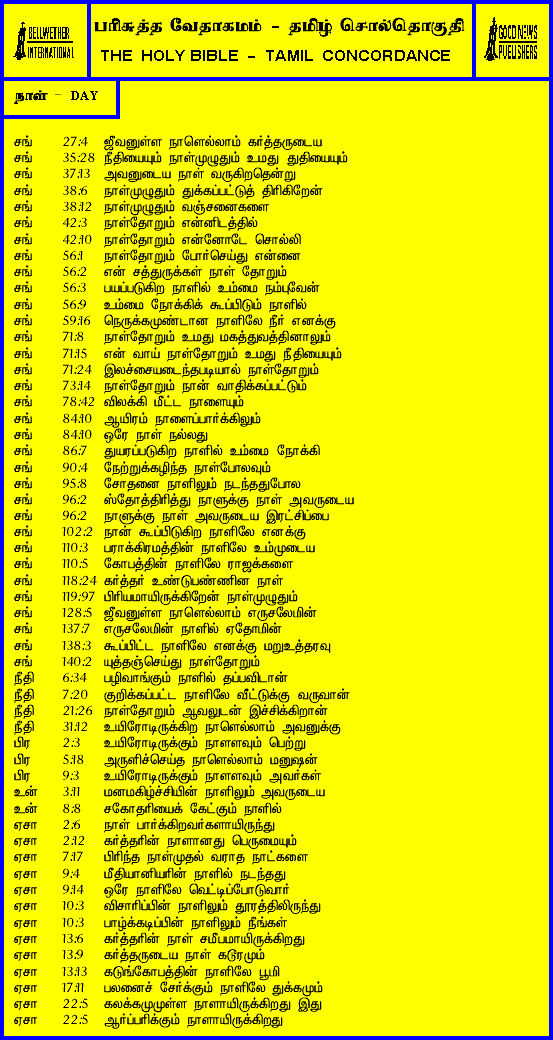 BELLWETHER
INTERNATIONAL
பரிசுத்த வேதாகமம் - தமிழ் சொல்தொகுதி
THE HOLY BIBLE - TAMIL CONCORDANCE
GOOD NEWS
PUBLISHERS
நாள் - DAY
சங் 27:4 ஜீவனுள்ள நாளெல்லாம் கர்த்தருடைய
சங் 35:28 நீதியையும் நாள்முழுதும் உமது துதியையும்
சங் 37:13 அவனுடைய நாள் வருகிறதென்று
சங் 38:6 நாள்முழுதும் துக்கப்பட்டுத் திரிகிறேன்
சங் 38:12 நாள்முழுதும் வஞ்சனைகளை
சங் 42:3 நாள்தோறும் என்னிடத்தில்
சங் 42:10 நாள்தோறும் என்னோடே சொல்லி
சங் 56:1 நாள்தோறும் போர்செய்து என்னை
சங் 56:2 என் சத்துருக்கள் நாள் தோறும்
சங் 56:3 பயப்படுகிற நாளில் உம்மை நம்புவேன்
சங் 56:9 உம்மை நோக்கிக் கூப்பிடும் நாளில்
சங் 59:16 நெருக்கமுண்டான நாளிலே நீர் எனக்கு
சங் 71:8 நாள்தோறும் உமது மகத்துவத்தினாலும்
சங் 71:15 என் வாய் நாள்தோறும் உமது நீதியையும்
சங் 71:24 இலச்சையடைந்தபடியால் நாள்தோறும்
சங் 73:14 நாள்தோறும் நான் வாதிக்கப்பட்டும்
சங் 78:42 விலக்கி மீட்ட நாளையும்
சங் 84:10 ஆயிரம் நாளைப்பார்க்கிலும்
சங் 84:10 ஒரே நாள் நல்லது
சங் 86:7 துயரப்படுகிற நாளில் உம்மை நோக்கி
சங் 90:4 நேற்றுக்கழிந்த நாள்போலவும்
சங் 95:8 சோதனை நாளிலும் நடந்ததுபோல
சங் 96:2 ஸ்தோத்திரித்து நாளுக்கு நாள் அவருடைய
சங் 96:2 நாளுக்கு நாள் அவருடைய இரட்சிப்பை
சங் 102:2 நான் கூப்பிடுகிற நாளிலே எனக்கு
சங் 110:3 பராக்கிரமத்தின் நாளிலே உம்முடைய
சங் 110:5 கோபத்தின் நாளிலே ராஜக்களை
சங் 118:24 கர்த்தர் உண்டுபண்ணின நாள்
சங் 119:97 பிரியமாயிருக்கிறேன் நாள்முழுதும்
சங் 128:5 ஜீவனுள்ள நாளெல்லாம் எருசலேமின்
சங் 137:7 எருசலேமின் நாளில் ஏதோமின்
சங் 138:3 கூப்பிட்ட நாளிலே எனக்கு மறுஉத்தரவு
சங் 140:2 யுத்தஞ்செய்து நாள்தோறும்
நீதி 6:34 பழிவாங்கும் நாளில் தப்பவிடான்
நீதி 7:20 குறிக்கப்பட்ட நாளிலே வீட்டுக்கு வருவான்
நீதி 21:26 நாள்தோறும் ஆவலுடன் இச்சிக்கிறான்
நீதி 31:12 உயிரோடிருக்கிற நாளெல்லாம் அவனுக்கு
பிர 2:3 உயிரோடிருக்கும் நாளளவும் பெற்று
பிர 5:18 அருளிச்செய்த நாளெல்லாம் மனுஷன்
பிர 9:3 உயிரோடிருக்கும் நாளளவும் அவர்கள்
உன் 3:11 மனமகிழ்ச்சியின் நாளிலும் அவருடைய
உன் 8:8 சகோதரியைக் கேட்கும் நாளில்
ஏசா 2:6 நாள் பார்க்கிறவர்களாயிருந்து
ஏசா 2:12 கர்த்தரின் நாளானது பெருமையும்
ஏசா 7:17 பிரிந்த நாள்முதல் வராத நாட்களை
ஏசா 9:4 மீதியானியரின் நாளில் நடந்தது
ஏசா 9:14 ஒரே நாளிலே வெட்டிப்போடுவார்
ஏசா 10:3 விசாரிப்பின் நாளிலும் தூரத்திலிருந்து
ஏசா 10:3 பாழ்க்கடிப்பின் நாளிலும் நீங்கள்
ஏசா 13:6 கர்த்தரின் நாள் சமீபமாயிருக்கிறது
ஏசா 13:9 கர்த்தருடைய நாள் கடூரமும்
ஏசா 13:13 கடுங்கோபத்தின் நாளிலே பூமி
ஏசா 17:11 பலனைச் சேர்க்கும் நாளிலே துக்கமும்
ஏசா 22:5 கலக்கமுமுள்ள நாளாயிருக்கிறது இது
ஏசா 22:5 ஆர்ப்பரிக்கும் நாளாயிருக்கிறது